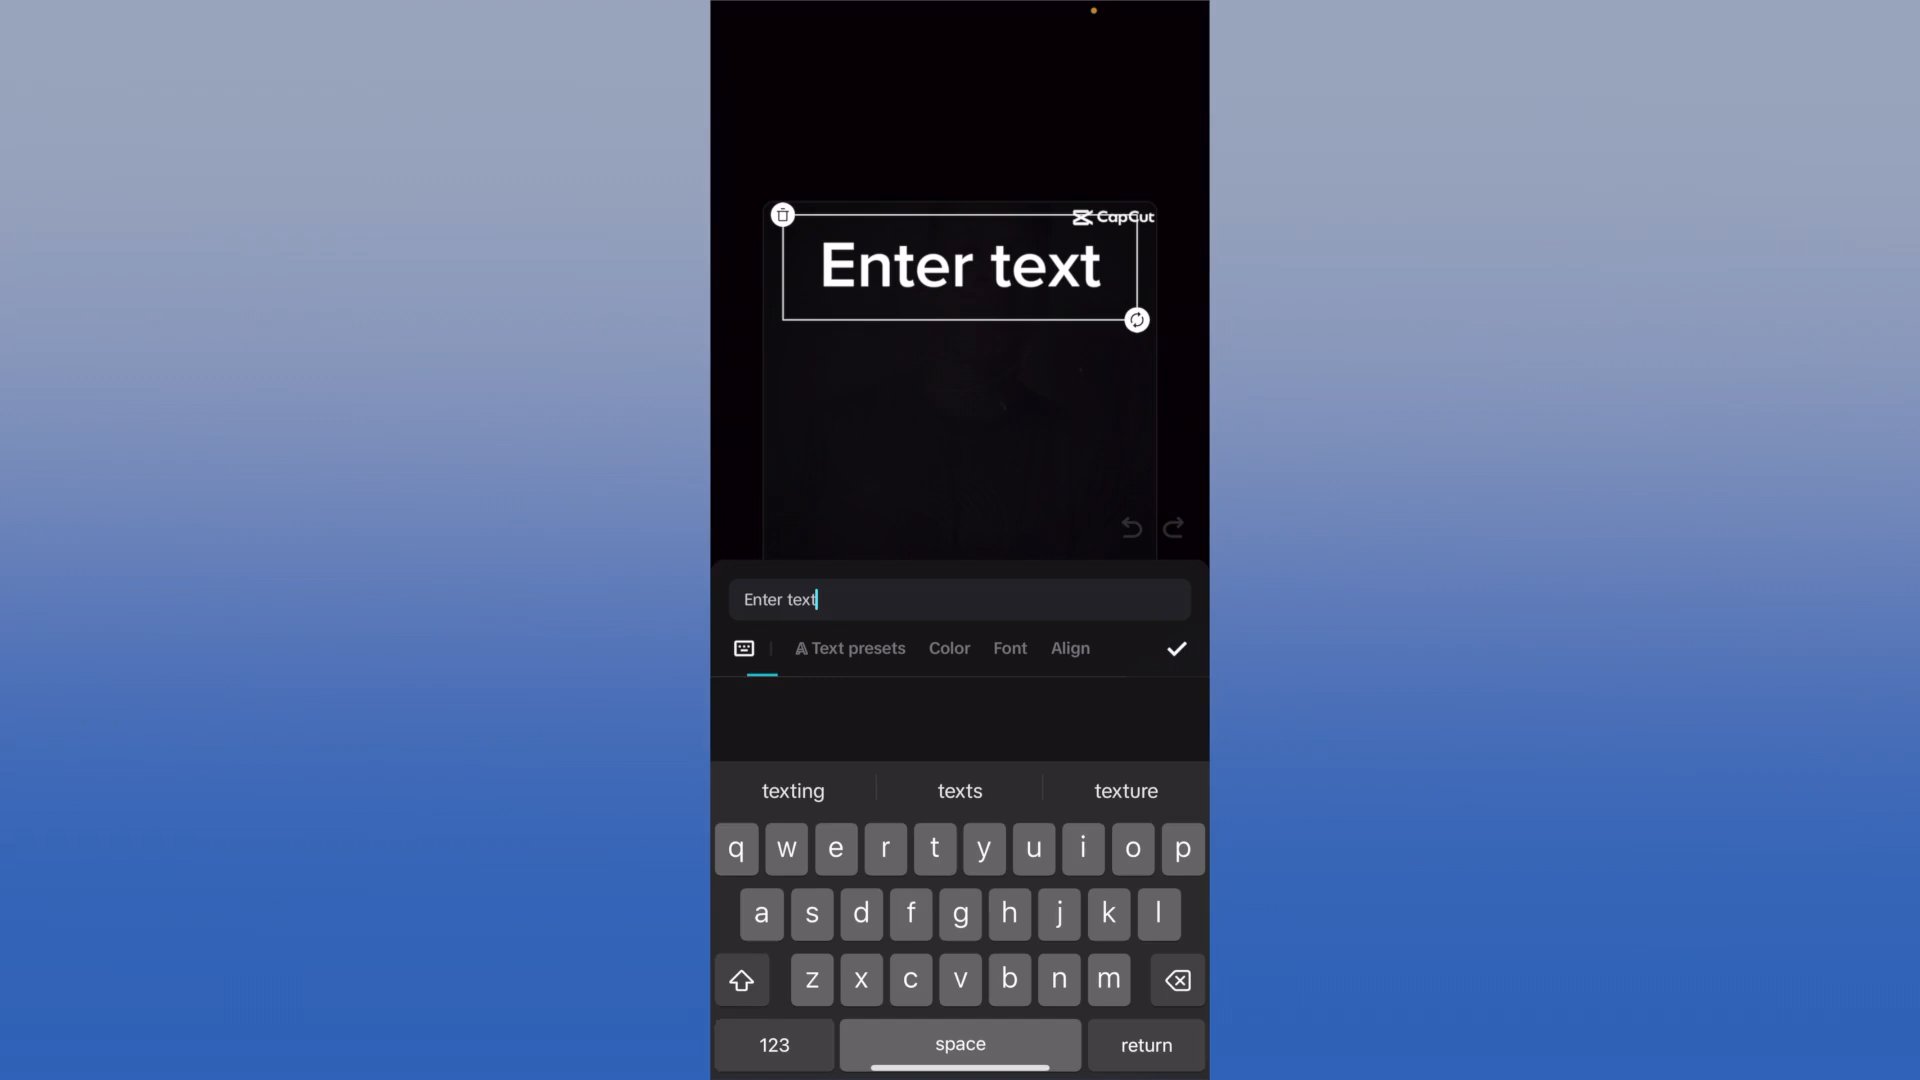 CapCut
Enter text
Enter text
A Text presets Color Font Align
texting texts texture
q w e r t y u i o p
a s d f g h j k l
z x c v b n m
123 space return